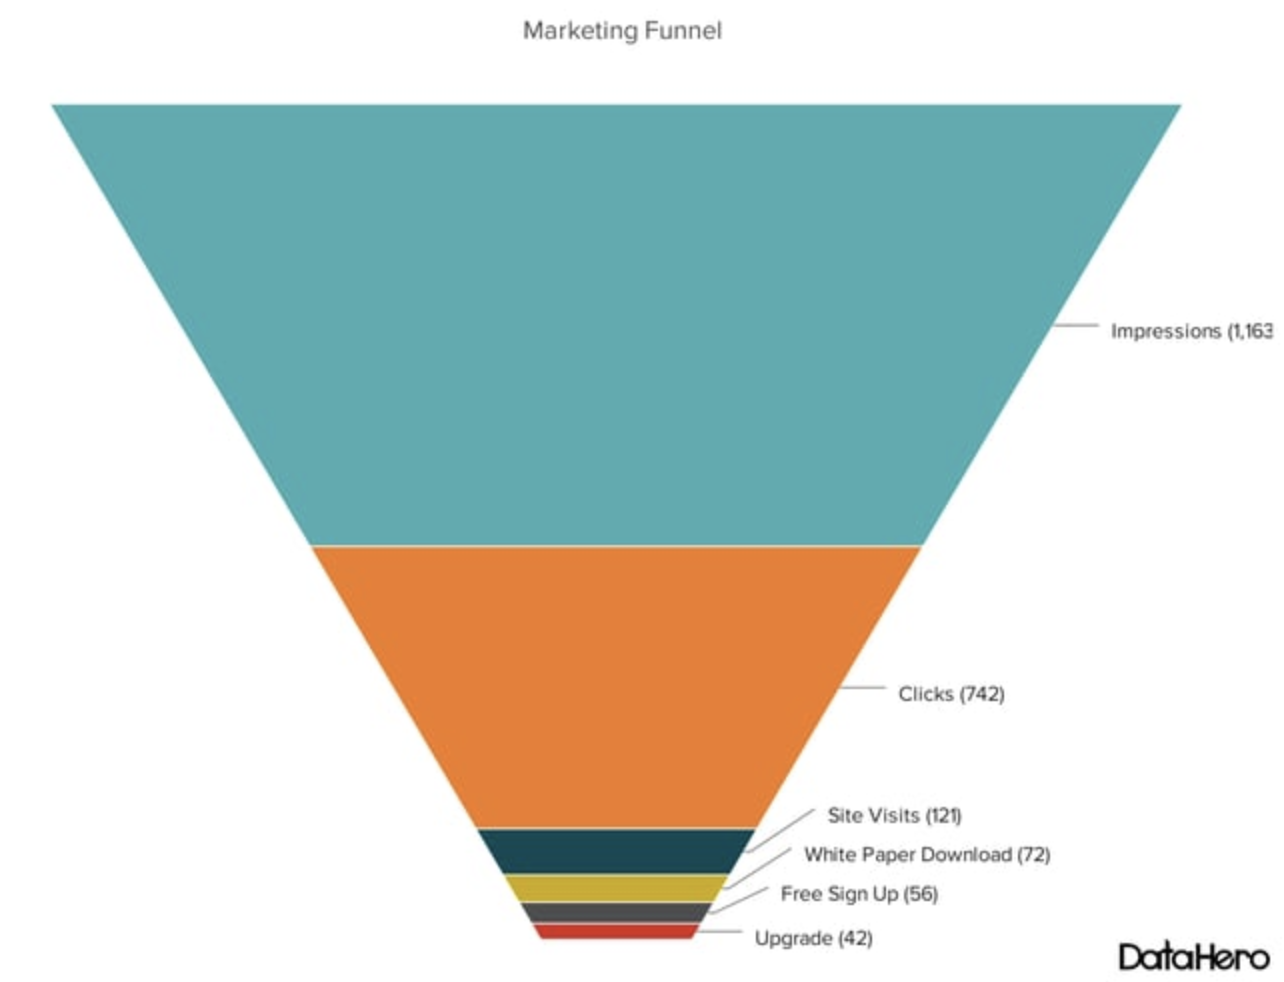 Marketing Funnel
Impressions (1,163
Clicks (742)
Site Visits (121)
White Paper Download (72)
Free Sign Up (56)
Upgrade (42)
DataHero